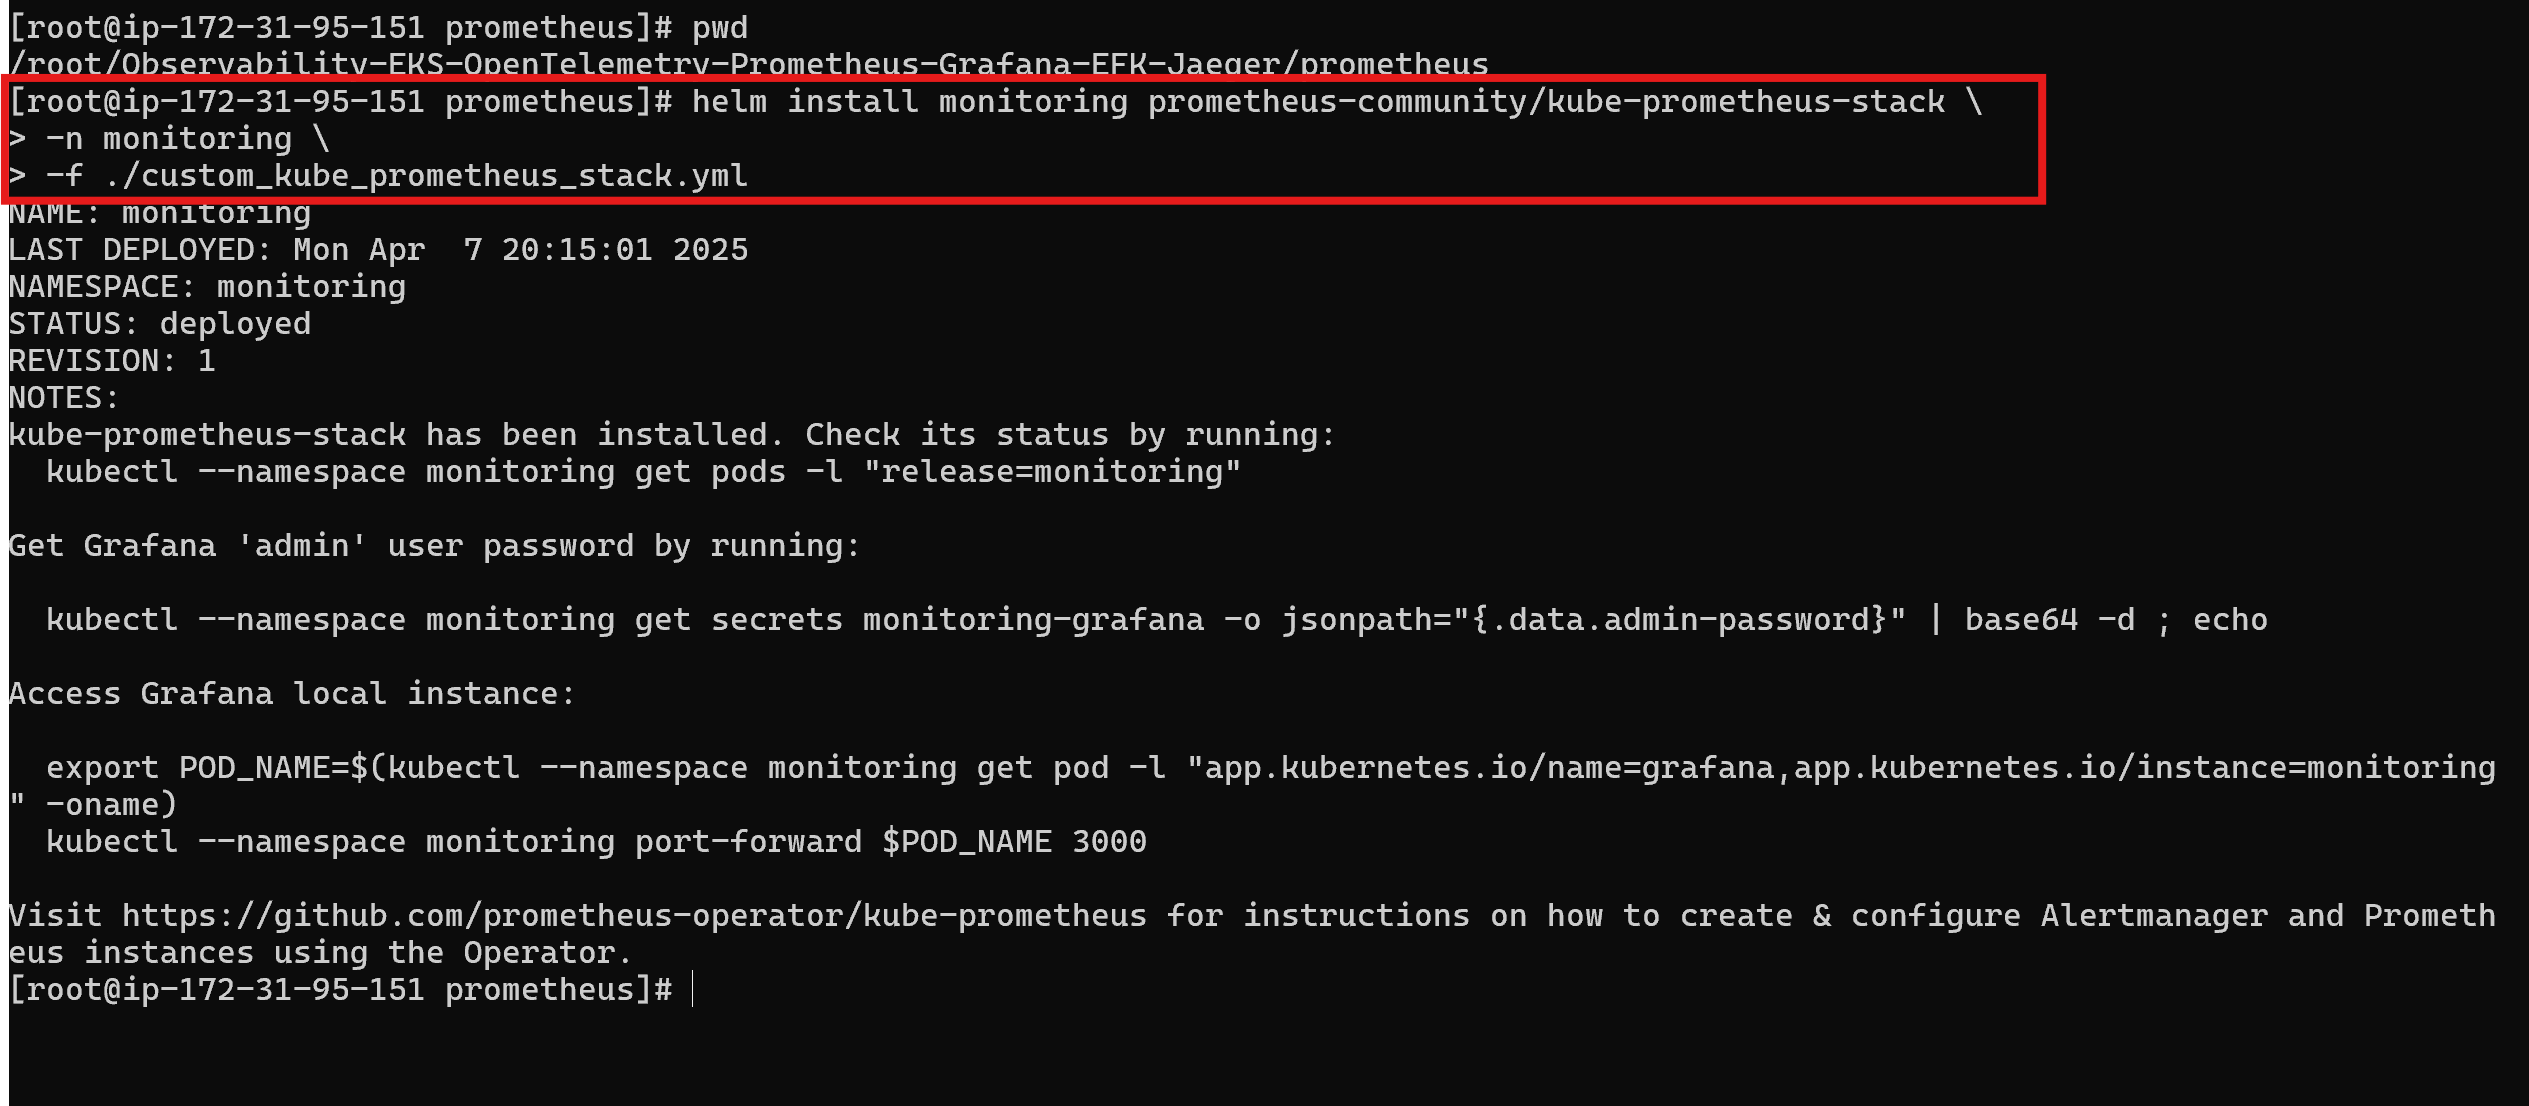 [root@ip-172-31-95-151 prometheus]# pwd
/root/Observability-EKS-OpenTelemetry-Prometheus-Grafana-EFK-Jaeger/prometheus
[root@ip-172-31-95-151 prometheus]# helm install monitoring prometheus-community/kube-prometheus-stack \
> -n monitoring \
> -f ./custom_kube_prometheus_stack.yml
NAME: monitoring
LAST DEPLOYED: Mon Apr  7 20:15:01 2025
NAMESPACE: monitoring
STATUS: deployed
REVISION: 1
NOTES:
kube-prometheus-stack has been installed. Check its status by running:
  kubectl --namespace monitoring get pods -l "release=monitoring"

Get Grafana 'admin' user password by running:

  kubectl --namespace monitoring get secrets monitoring-grafana -o jsonpath="{.data.admin-password}" | base64 -d ; echo

Access Grafana local instance:

  export POD_NAME=$(kubectl --namespace monitoring get pod -l "app.kubernetes.io/name=grafana,app.kubernetes.io/instance=monitoring
" -oname)
  kubectl --namespace monitoring port-forward $POD_NAME 3000

Visit https://github.com/prometheus-operator/kube-prometheus for instructions on how to create & configure Alertmanager and Prometh
eus instances using the Operator.
[root@ip-172-31-95-151 prometheus]#